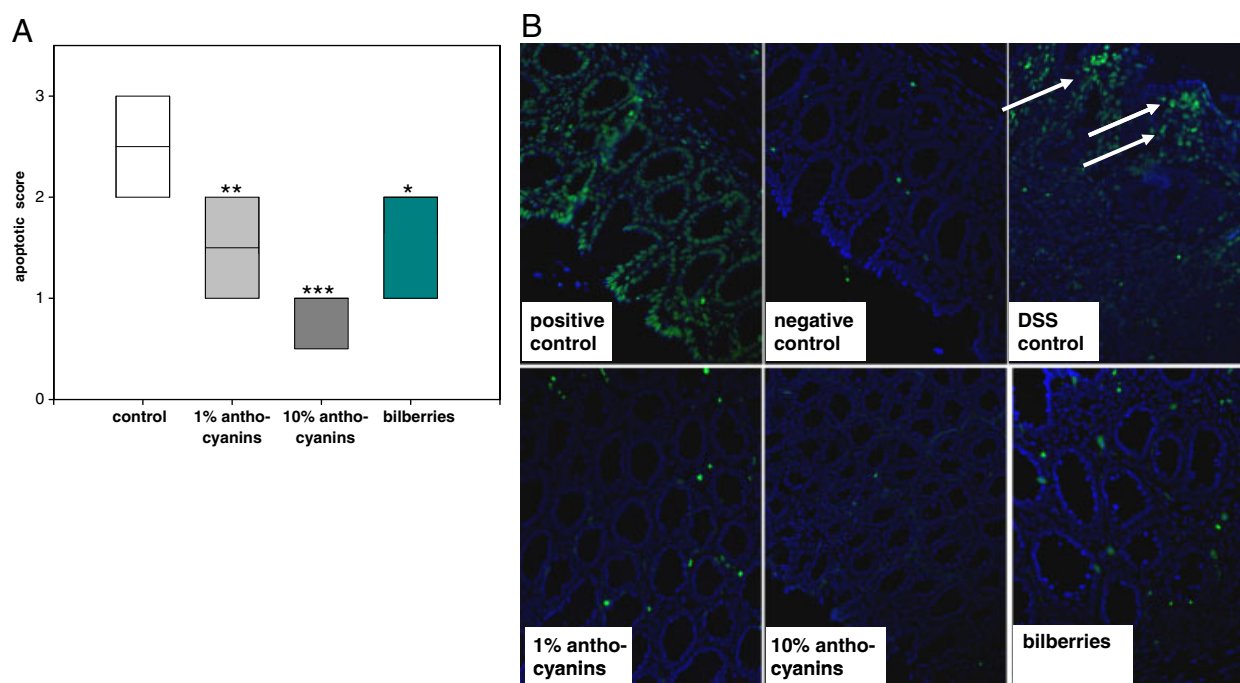 A
apoptotic score
3
2
1
0
**
***
*
control
1% antho-
cyanins
10% antho-
cyanins
bilberries
B
positive
control
negative
control
DSS
control
1% antho-
cyanins
10% antho-
cyanins
bilberries